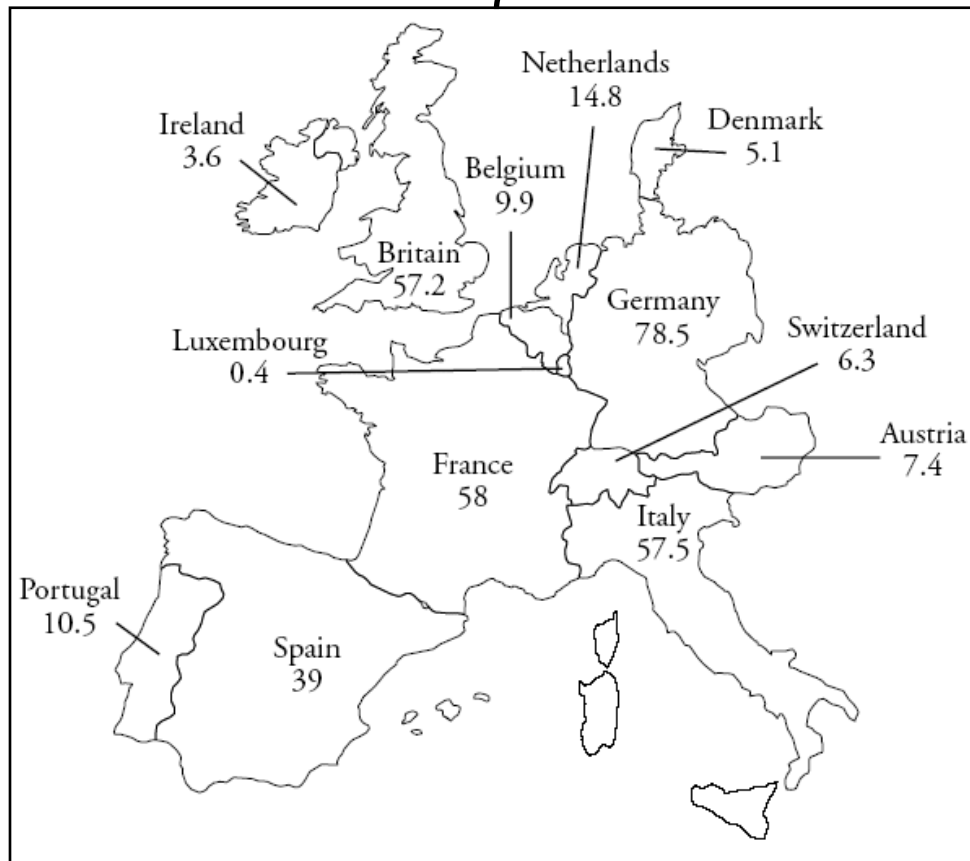 Netherlands
14.8
Ireland
3.6
Denmark
5.1
Belgium
9.9
Britain
57.2
Germany
78.5
Switzerland
6.3
Luxembourg
0.4
Austria
7.4
France
58
Italy
57.5
Portugal
10.5
Spain
39